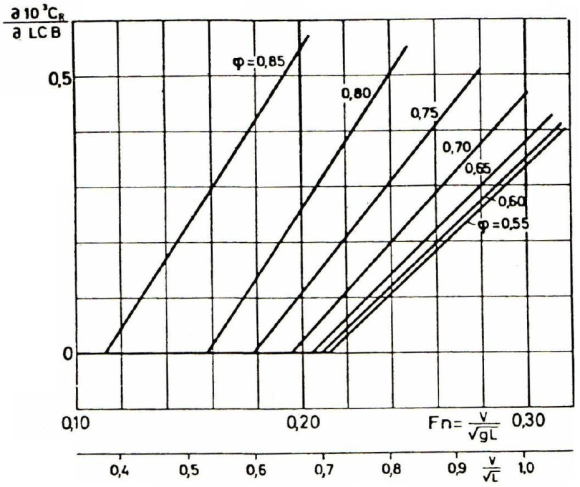 ∂10³C_R
∂ LCB
0,5
φ=0,85
0,80
0,75
0,70
0,65
0,60
φ=0,55
0
0,10
0,20
Fn= V/√gL
0,30
0,4 0,5 0,6 0,7 0,8 0,9 V/√L 1,0